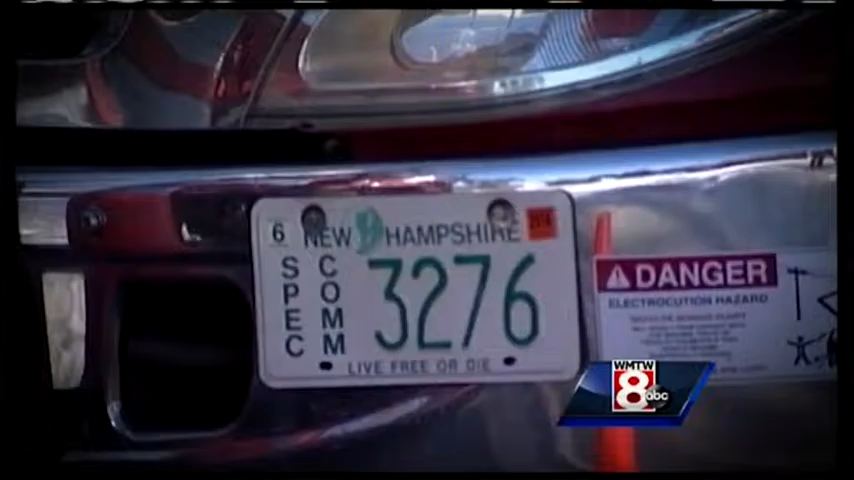 6
NEW HAMPSHIRE
SPEC
COMM
3276
LIVE FREE OR DIE
DANGER
ELECTROCUTION HAZARD
WMTW
8
abc